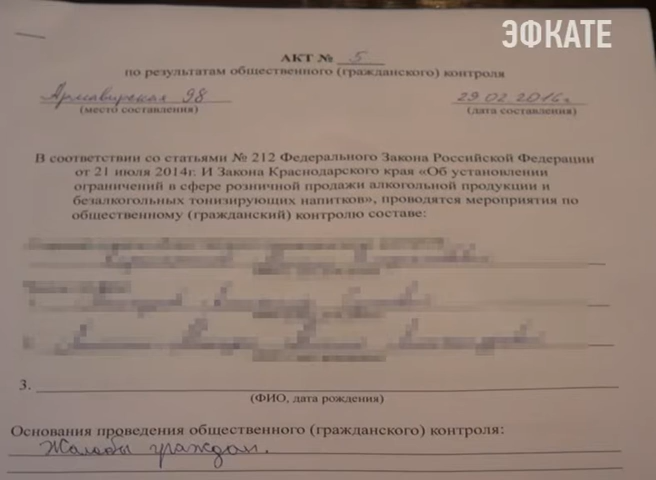 ЭФКАТЕ
АКТ № 5
по результатам общественного (гражданского) контроля
Армавирская 98 29.02.2016г
(место составления) (дата составления)
В соответствии со статьями № 212 Федерального Закона Российской Федерации
от 21 июля 2014г. И Закона Краснодарского края «Об установлении
ограничений в сфере розничной продажи алкогольной продукции и
безалкогольных тонизирующих напитков», проводятся мероприятия по
общественному (гражданский) контролю составе:
3.
(ФИО, дата рождения)
Основания проведения общественного (гражданского) контроля:
Жалобы граждан.